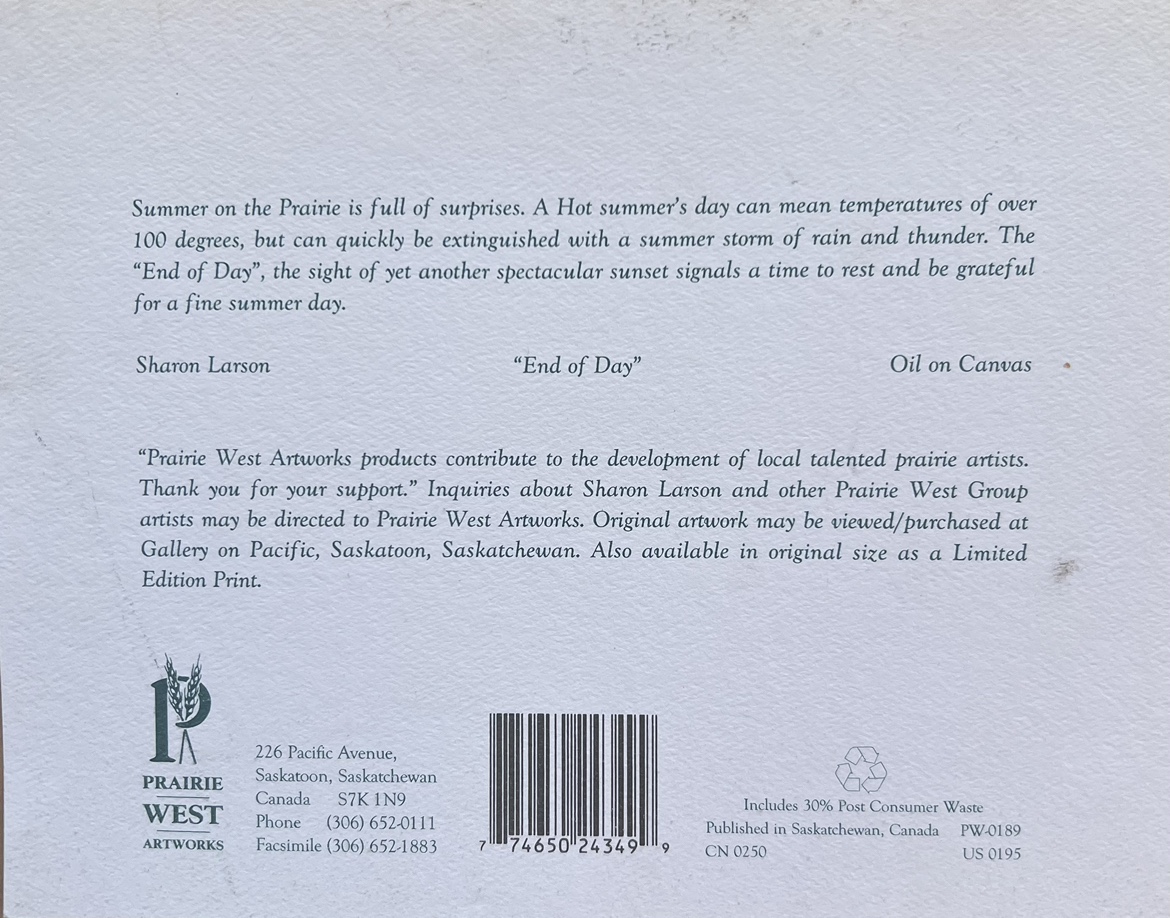 Summer on the Prairie is full of surprises. A Hot summer's day can mean temperatures of over
100 degrees, but can quickly be extinguished with a summer storm of rain and thunder. The
“End of Day”, the sight of yet another spectacular sunset signals a time to rest and be grateful
for a fine summer day.
Sharon Larson “End of Day” Oil on Canvas
“Prairie West Artworks products contribute to the development of local talented prairie artists.
Thank you for your support.” Inquiries about Sharon Larson and other Prairie West Group
artists may be directed to Prairie West Artworks. Original artwork may be viewed/purchased at
Gallery on Pacific, Saskatoon, Saskatchewan. Also available in original size as a Limited
Edition Print.
P
PRAIRIE
WEST
ARTWORKS
226 Pacific Avenue,
Saskatoon, Saskatchewan
Canada S7K 1N9
Phone (306) 652-0111
Facsimile (306) 652-1883
7 74650 24349 9
Includes 30% Post Consumer Waste
Published in Saskatchewan, Canada PW-0189
CN 0250 US 0195